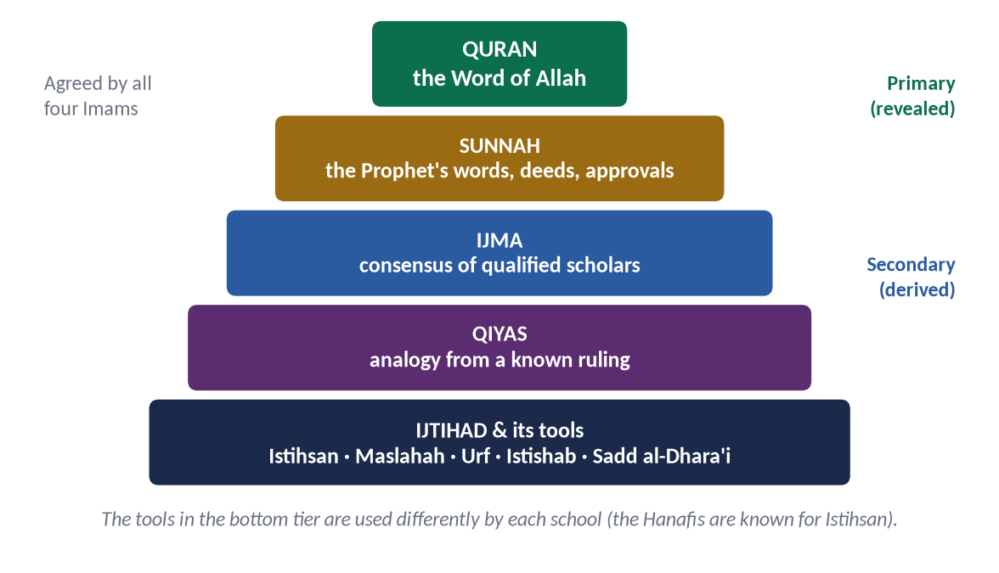 QURAN
the Word of Allah
Agreed by all
four Imams
Primary
(revealed)
SUNNAH
the Prophet's words, deeds, approvals
IJMA
consensus of qualified scholars
Secondary
(derived)
QIYAS
analogy from a known ruling
IJTIHAD & its tools
Istihsan · Maslahah · Urf · Istishab · Sadd al-Dhara'i
The tools in the bottom tier are used differently by each school (the Hanafis are known for Istihsan).